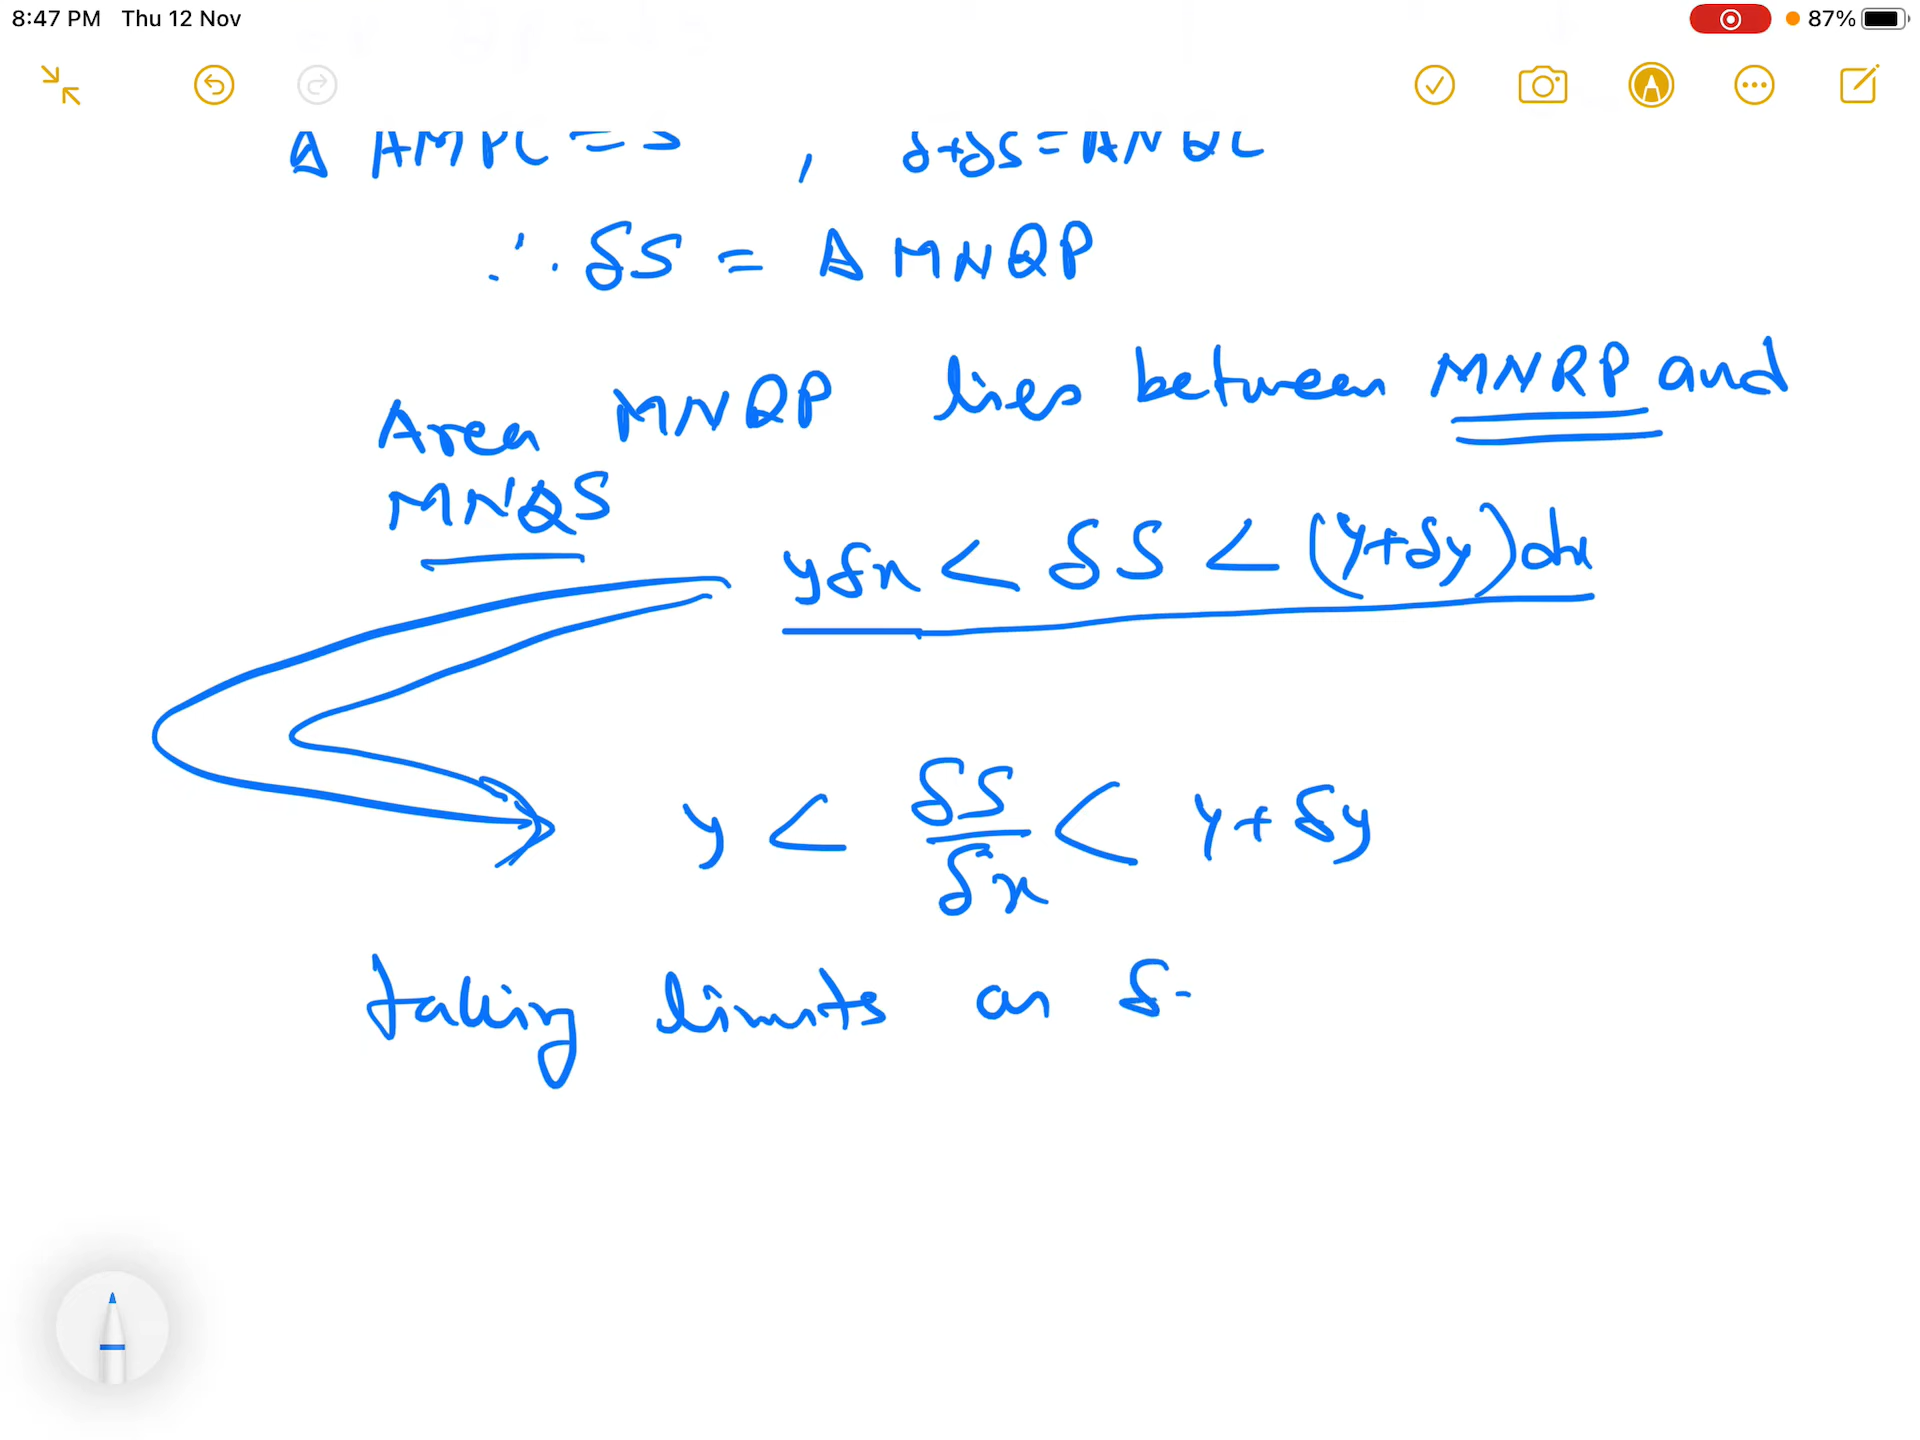 8:47 PM Thu 12 Nov 87%
∴ δS = Δ MNQP
Area MNQP lies between MNRP and
MNQS
yδx < δS < (y+δy)dx
y < δS/δx < y+δy
taking limits as δ-